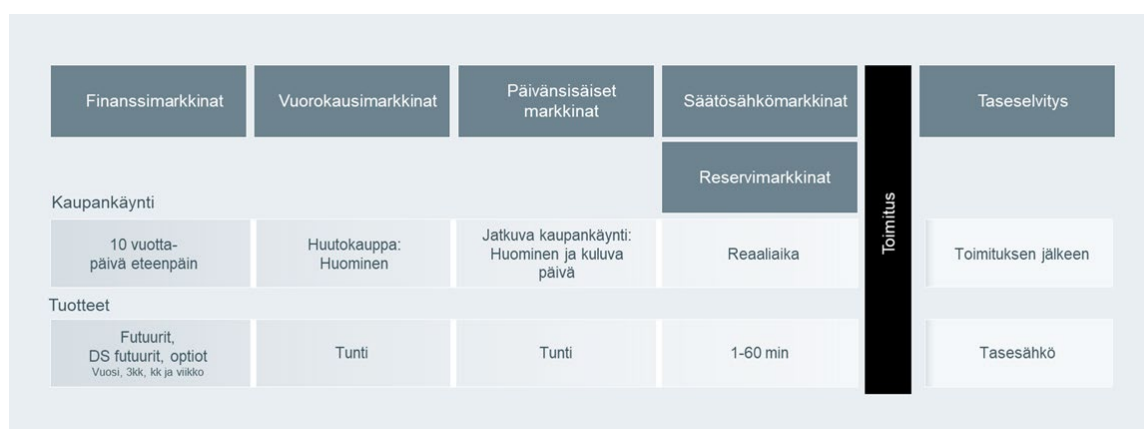 Finanssimarkkinat
Vuorokausimarkkinat
Päivänsisäiset
markkinat
Säätösähkömarkkinat
Taseselvitys
Reservimarkkinat
Toimitus
Kaupankäynti
10 vuotta-
päivä eteenpäin
Huutokauppa:
Huominen
Jatkuva kaupankäynti:
Huominen ja kuluva
päivä
Reaaliaika
Toimituksen jälkeen
Tuotteet
Futuurit,
DS futuurit, optiot
Vuosi, 3kk, kk ja viikko
Tunti
Tunti
1-60 min
Tasesähkö